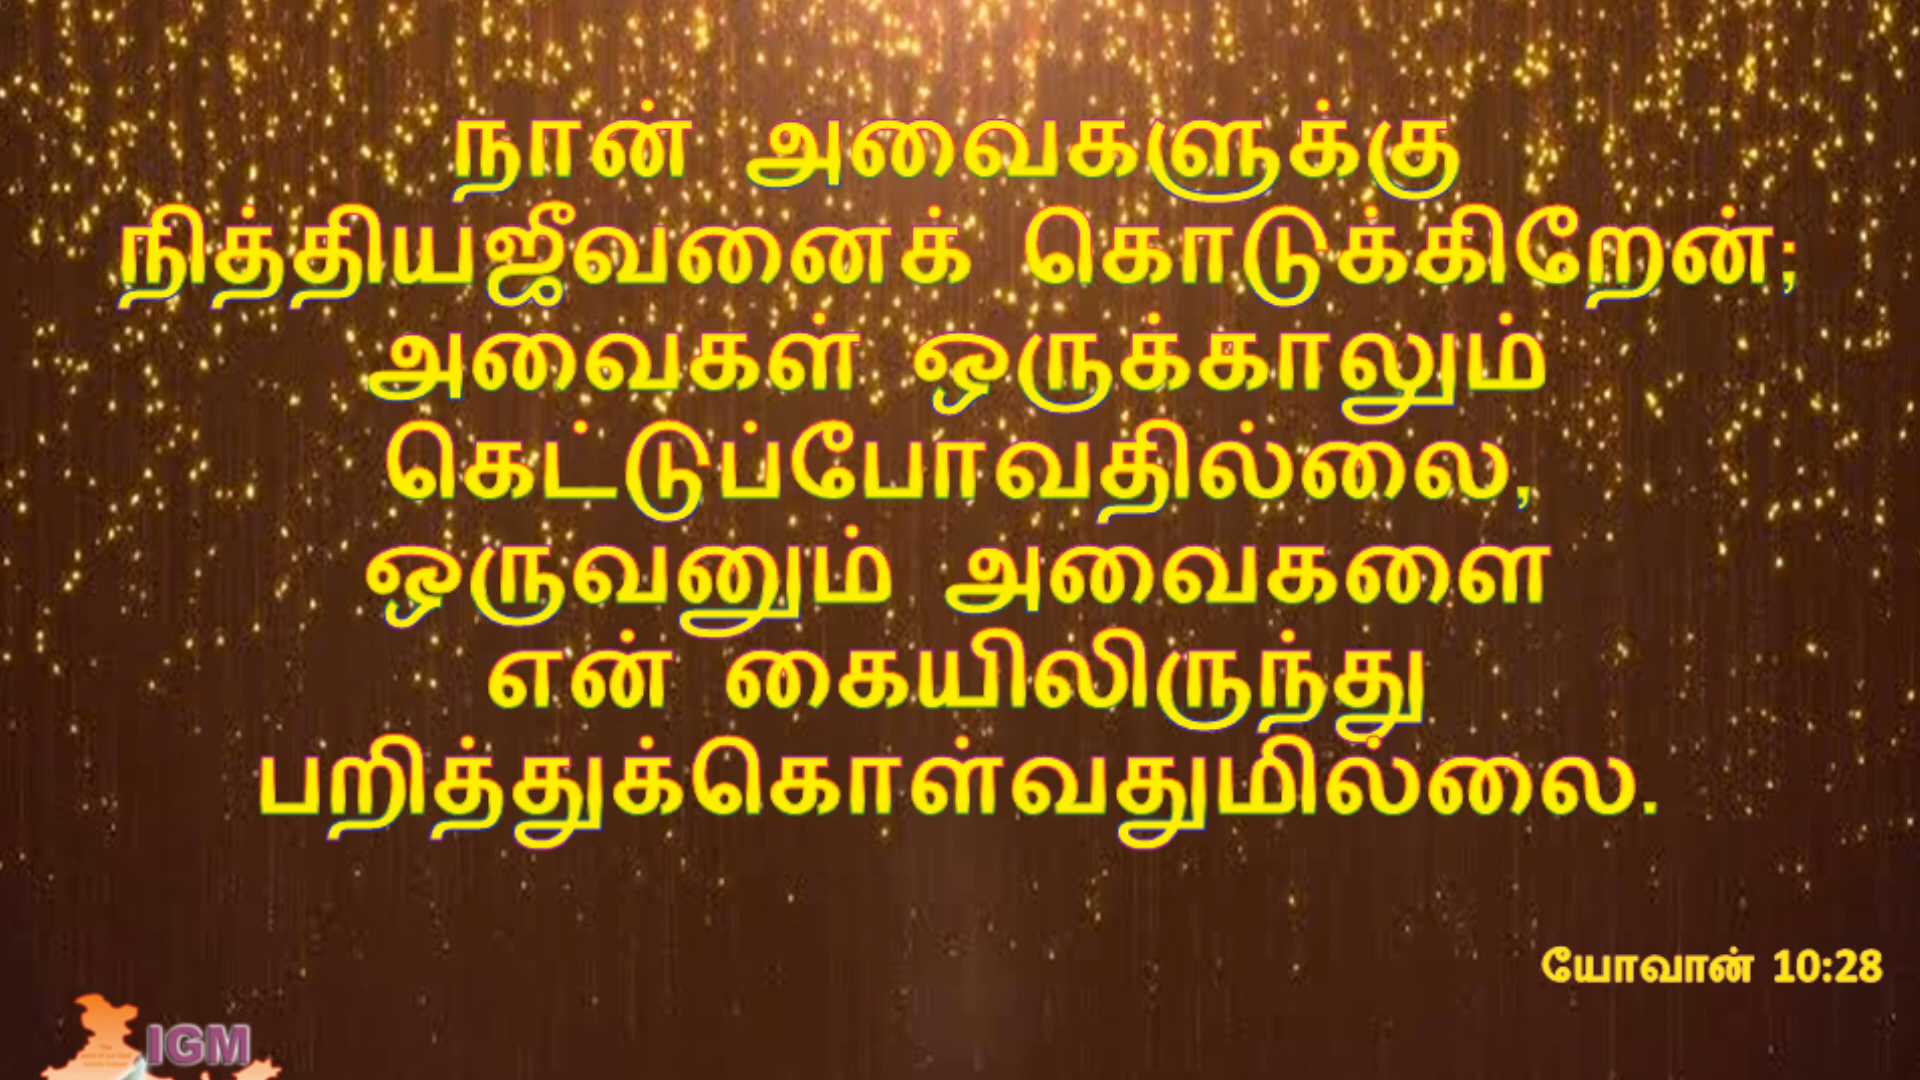 நான் அவைகளுக்கு
நித்தியஜீவனைக் கொடுக்கிறேன்;
அவைகள் ஒருக்காலும்
கெட்டுப்போவதில்லை,
ஒருவனும் அவைகளை
என் கையிலிருந்து
பறித்துக்கொள்வதுமில்லை.
யோவான் 10:28
IGM